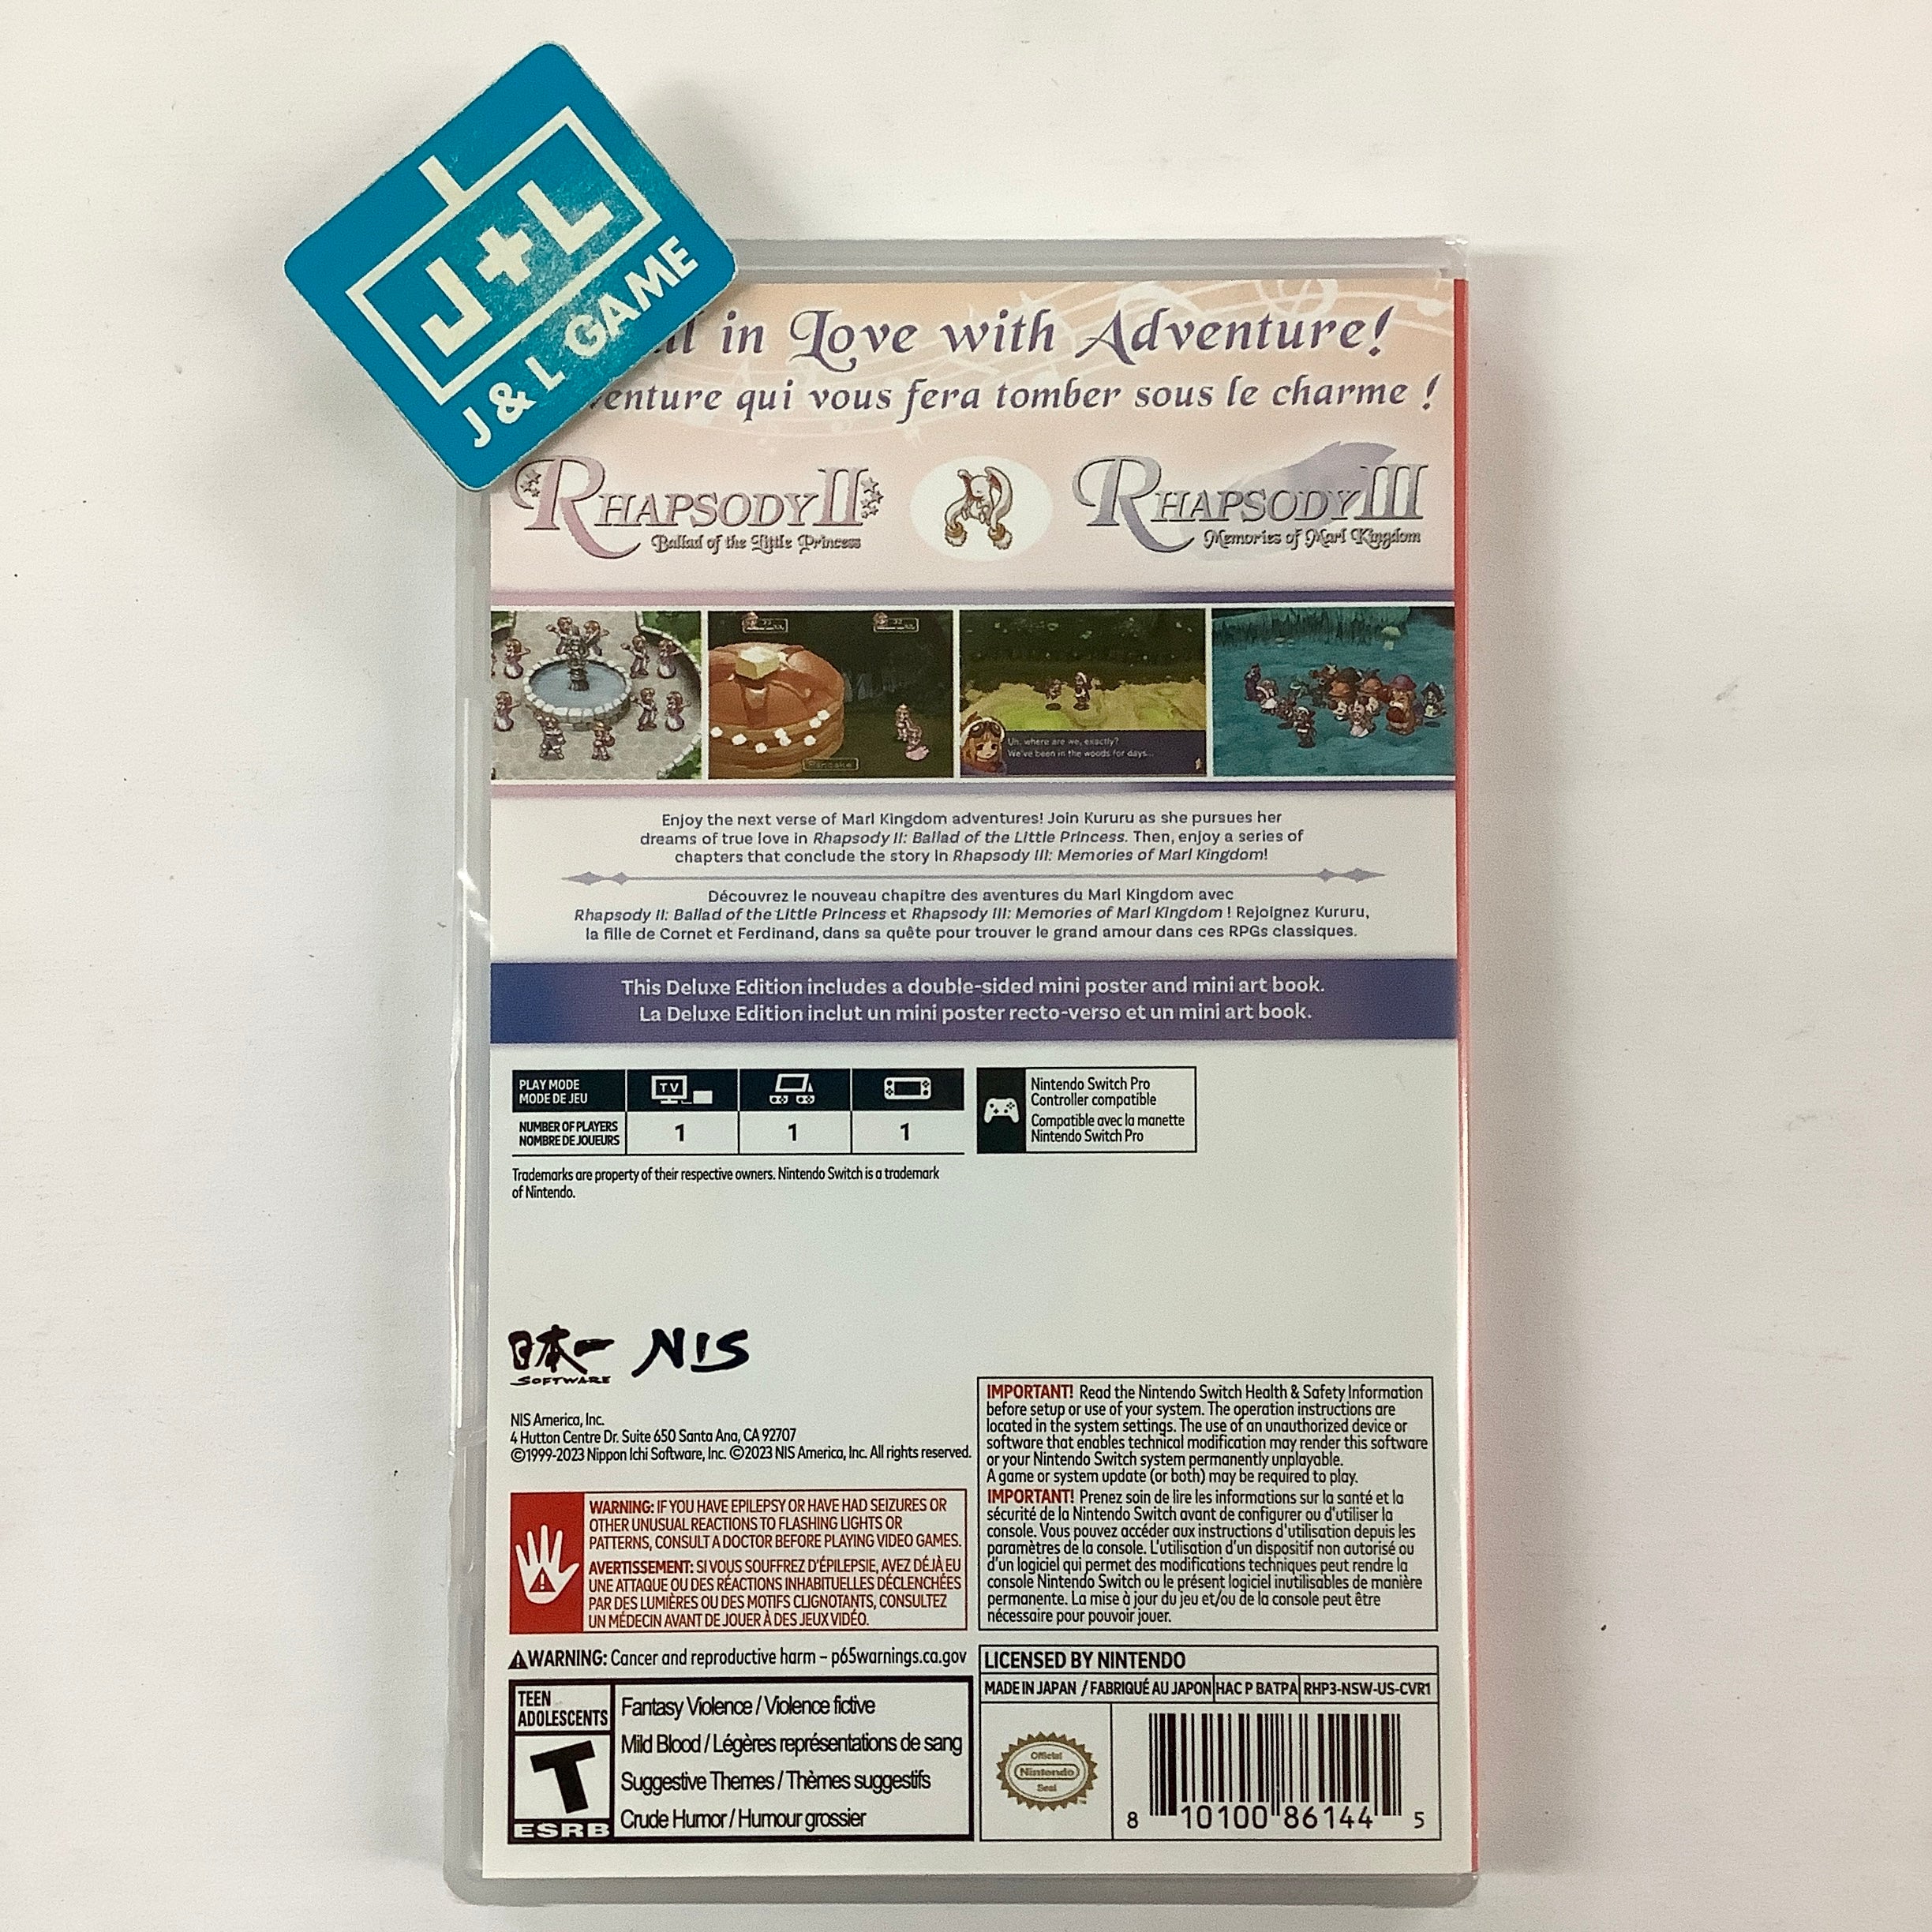 J+L
J & L GAME
in Love with Adventure!
qui vous fera tomber sous le charme !
RHAPSODY II
Ballad of the Little Princess
RHAPSODY III
Memories of Marl Kingdom
Pancake
Uh, where are we, exactly?
We've been in the woods for days...
Enjoy the next verse of Marl Kingdom adventures! Join Kururu as she pursues her
dreams of true love in Rhapsody II: Ballad of the Little Princess. Then, enjoy a series of
chapters that conclude the story in Rhapsody III: Memories of Marl Kingdom!
Découvrez le nouveau chapitre des aventures du Marl Kingdom avec
Rhapsody II: Ballad of the Little Princess et Rhapsody III: Memories of Marl Kingdom ! Rejoignez Kururu,
la fille de Cornet et Ferdinand, dans sa quête pour trouver le grand amour dans ces RPGs classiques.
This Deluxe Edition includes a double-sided mini poster and mini art book.
La Deluxe Edition inclut un mini poster recto-verso et un mini art book.
PLAY MODE
MODE DE JEU
TV
NUMBER OF PLAYERS
NOMBRE DE JOUEURS
1 1 1
Nintendo Switch Pro
Controller compatible
Compatible avec la manette
Nintendo Switch Pro
Trademarks are property of their respective owners. Nintendo Switch is a trademark
of Nintendo.
日本一 NIS
SOFTWARE
NIS America, Inc.
4 Hutton Centre Dr. Suite 650 Santa Ana, CA 92707
©1999-2023 Nippon Ichi Software, Inc. ©2023 NIS America, Inc. All rights reserved.
WARNING: IF YOU HAVE EPILEPSY OR HAVE HAD SEIZURES OR
OTHER UNUSUAL REACTIONS TO FLASHING LIGHTS OR
PATTERNS, CONSULT A DOCTOR BEFORE PLAYING VIDEO GAMES.
AVERTISSEMENT: SI VOUS SOUFFREZ D'ÉPILEPSIE, AVEZ DÉJÀ EU
UNE ATTAQUE OU DES RÉACTIONS INHABITUELLES DÉCLENCHÉES
PAR DES LUMIÈRES OU DES MOTIFS CLIGNOTANTS, CONSULTEZ
UN MÉDECIN AVANT DE JOUER À DES JEUX VIDÉO.
IMPORTANT! Read the Nintendo Switch Health & Safety Information
before setup or use of your system. The operation instructions are
located in the system settings. The use of an unauthorized device or
software that enables technical modification may render this software
or your Nintendo Switch system permanently unplayable.
A game or system update (or both) may be required to play.
IMPORTANT! Prenez soin de lire les informations sur la santé et la
sécurité de la Nintendo Switch avant de configurer ou d'utiliser la
console. Vous pouvez accéder aux instructions d'utilisation depuis les
paramètres de la console. L'utilisation d'un dispositif non autorisé ou
d'un logiciel qui permet des modifications techniques peut rendre la
console Nintendo Switch ou le présent logiciel inutilisables de manière
permanente. La mise à jour du jeu et/ou de la console peut être
nécessaire pour pouvoir jouer.
WARNING: Cancer and reproductive harm – p65warnings.ca.gov
TEEN
ADOLESCENTS
T
ESRB
Fantasy Violence / Violence fictive
Mild Blood / Légères représentations de sang
Suggestive Themes / Thèmes suggestifs
Crude Humor / Humour grossier
LICENSED BY NINTENDO
MADE IN JAPAN / FABRIQUÉ AU JAPON HAC P BATPA RHP3-NSW-US-CVR1
Official
Nintendo
Seal
8 10100 86144 5